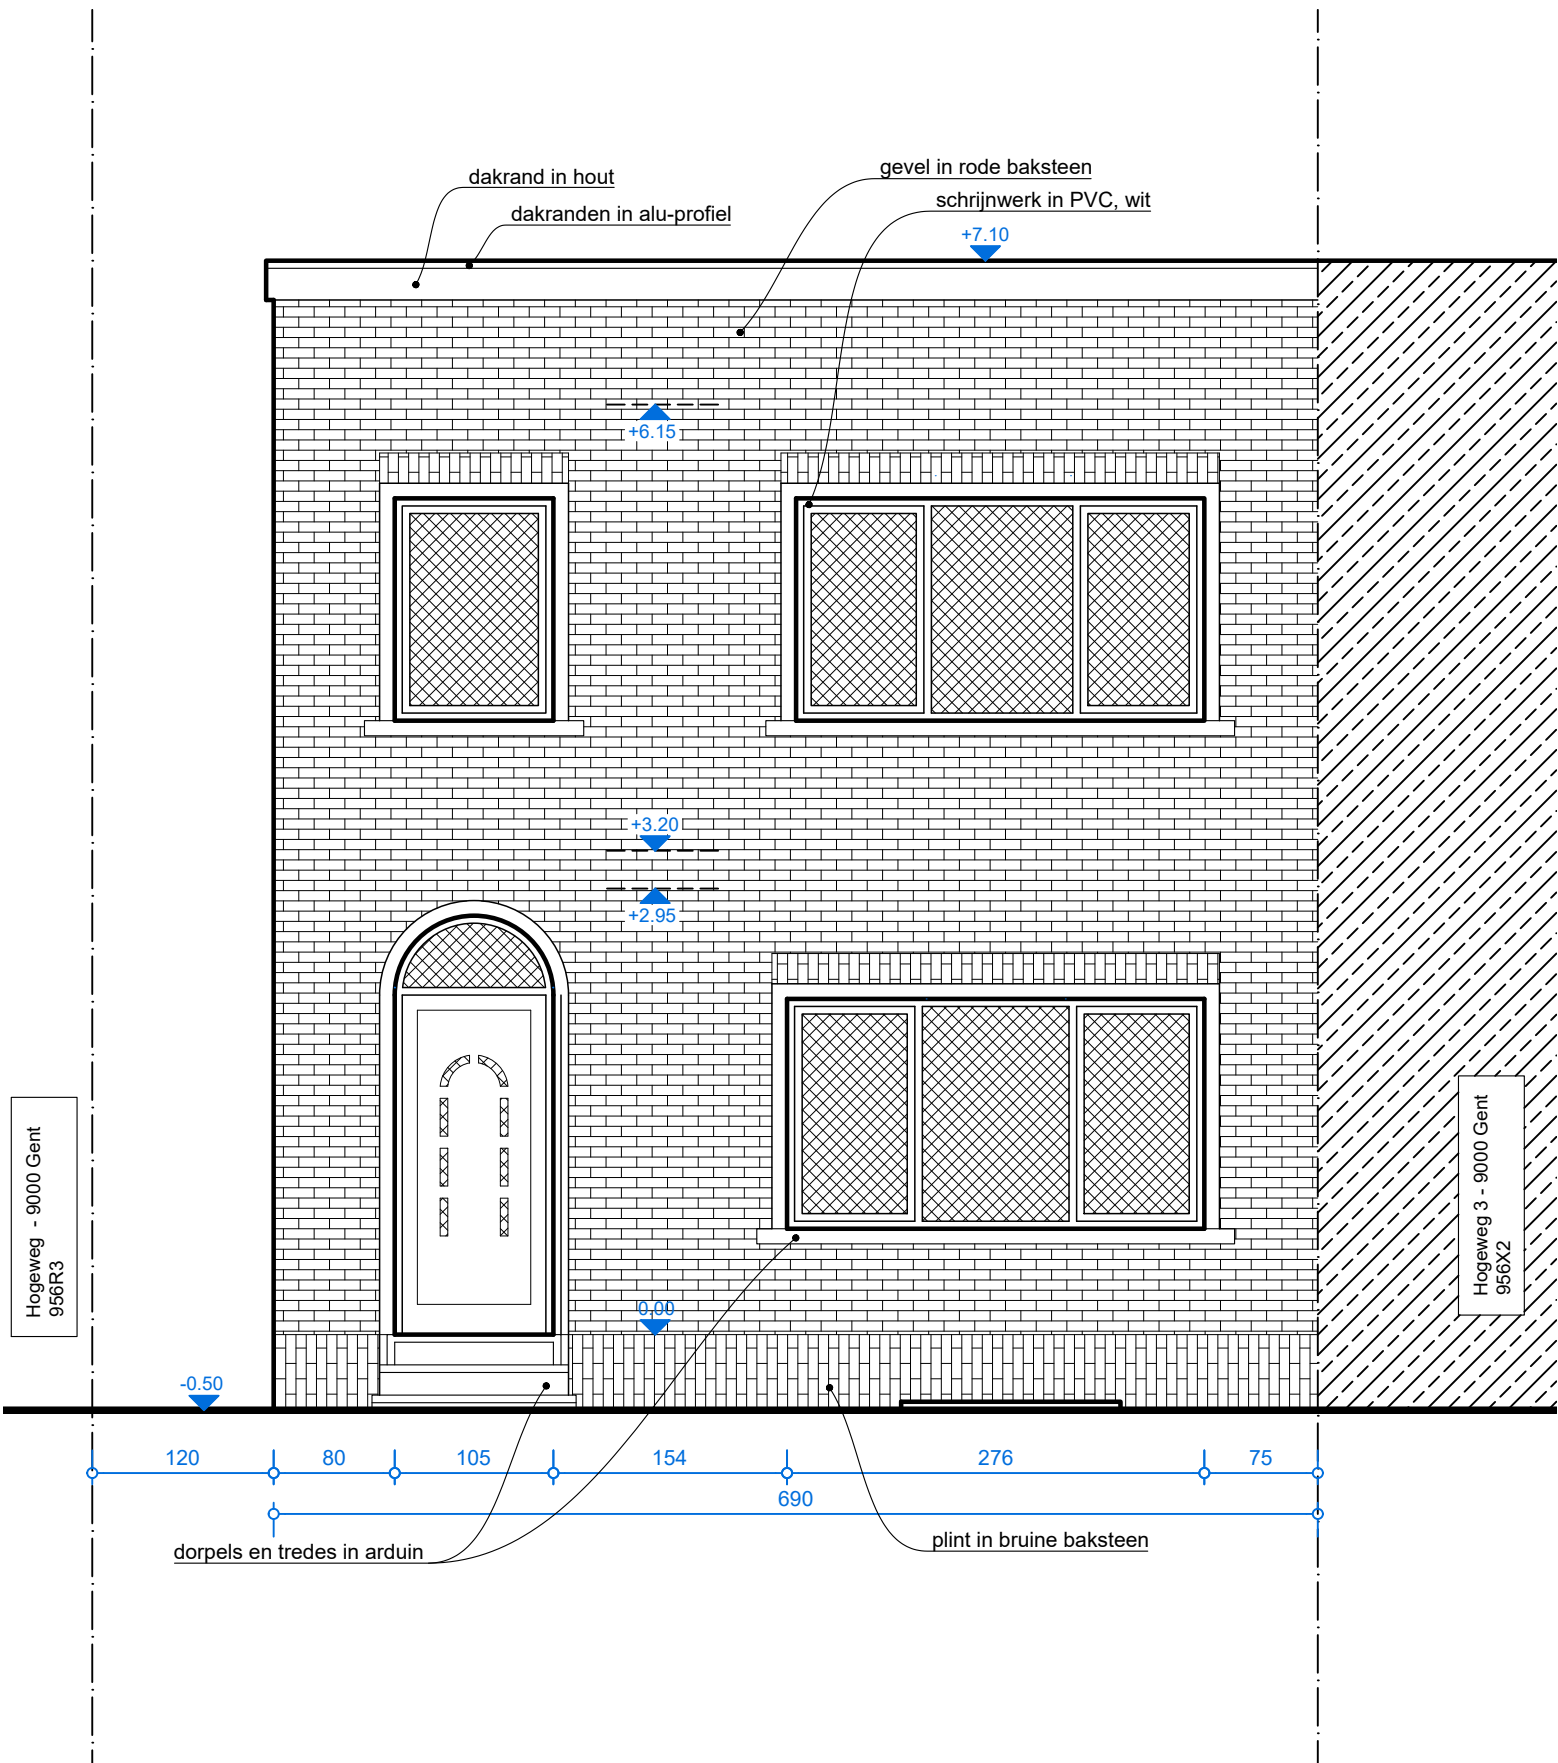 dakrand in hout
dakranden in alu-profiel
gevel in rode baksteen
schrijnwerk in PVC, wit
+7.10
+6.15
+3.20
+2.95
0.00
-0.50
Hogeweg - 9000 Gent
956R3
Hogeweg 3 - 9000 Gent
956X2
120
80
105
154
276
75
690
dorpels en tredes in arduin
plint in bruine baksteen